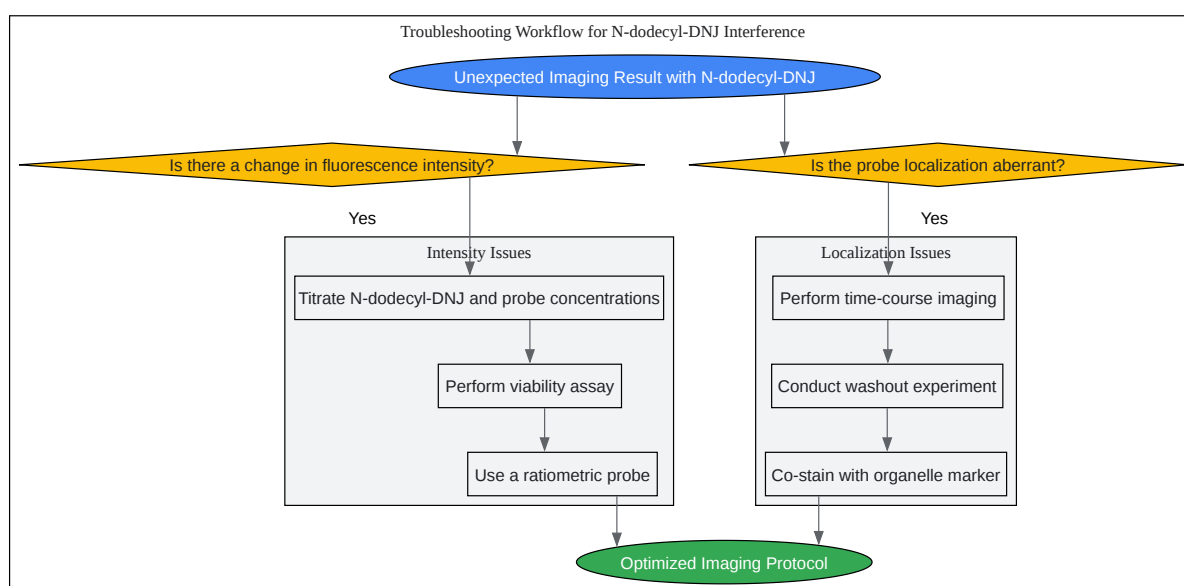 Troubleshooting Workflow for N-dodecyl-DNJ Interference
Unexpected Imaging Result with N-dodecyl-DNJ
Is there a change in fluorescence intensity?
Is the probe localization aberrant?
Yes
Yes
Intensity Issues
Localization Issues
Titrate N-dodecyl-DNJ and probe concentrations
Perform time-course imaging
Perform viability assay
Conduct washout experiment
Use a ratiometric probe
Co-stain with organelle marker
Optimized Imaging Protocol